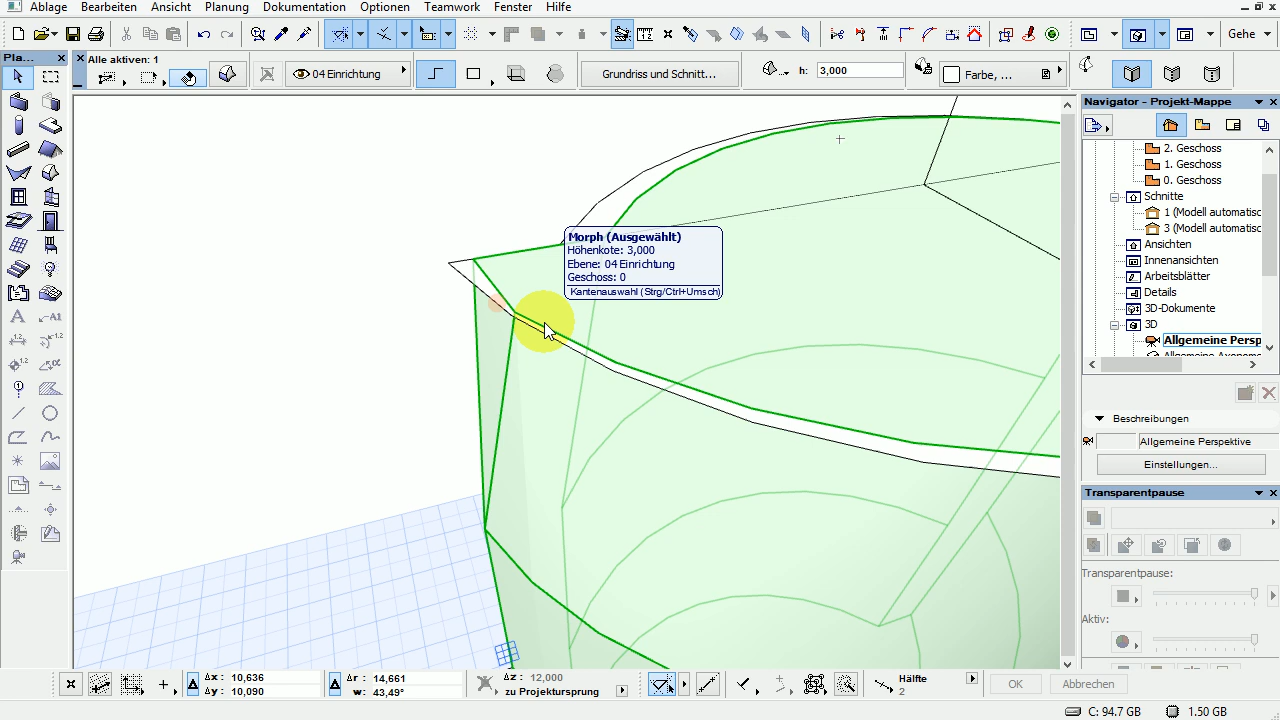 Ablage Bearbeiten Ansicht Planung Dokumentation Optionen Teamwork Fenster Hilfe
Gehe
Pla...
Alle aktiven: 1
04 Einrichtung
Grundriss und Schnitt...
h:
3,000
Farbe, ...
Navigator - Projekt-Mappe
2. Geschoss
1. Geschoss
0. Geschoss
Schnitte
1 (Modell automatisc
3 (Modell automatisc
Ansichten
Innenansichten
Arbeitsblätter
Details
3D-Dokumente
3D
Allgemeine Persp
Morph (Ausgewählt)
Höhenkote: 3,000
Ebene: 04 Einrichtung
Geschoss: 0
Kantenauswahl (Strg/Ctrl+Umsch)
Beschreibungen
Allgemeine Perspektive
Einstellungen...
Transparentpause
Transparentpause:
Aktiv:
Δx: 10,636
Δy: 10,090
Δr: 14,661
w: 43,49°
Δz: 12,000
zu Projektursprung
Hälfte
2
OK
Abbrechen
C: 94.7 GB
1.50 GB